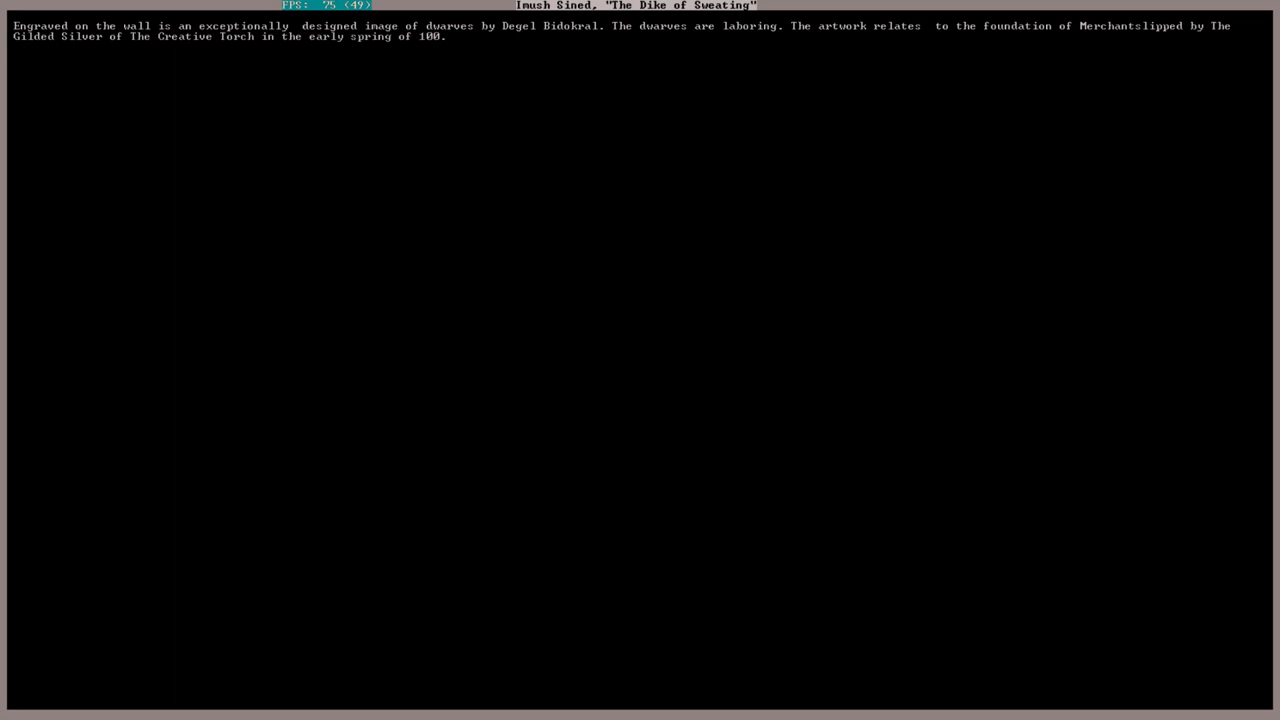 FPS: 75 (49)
Imush Sined, "The Dike of Sweating"
Engraved on the wall is an exceptionally designed image of dwarves by Degel Bidokral. The dwarves are laboring. The artwork relates to the foundation of Merchantslipped by The
Gilded Silver of The Creative Torch in the early spring of 100.